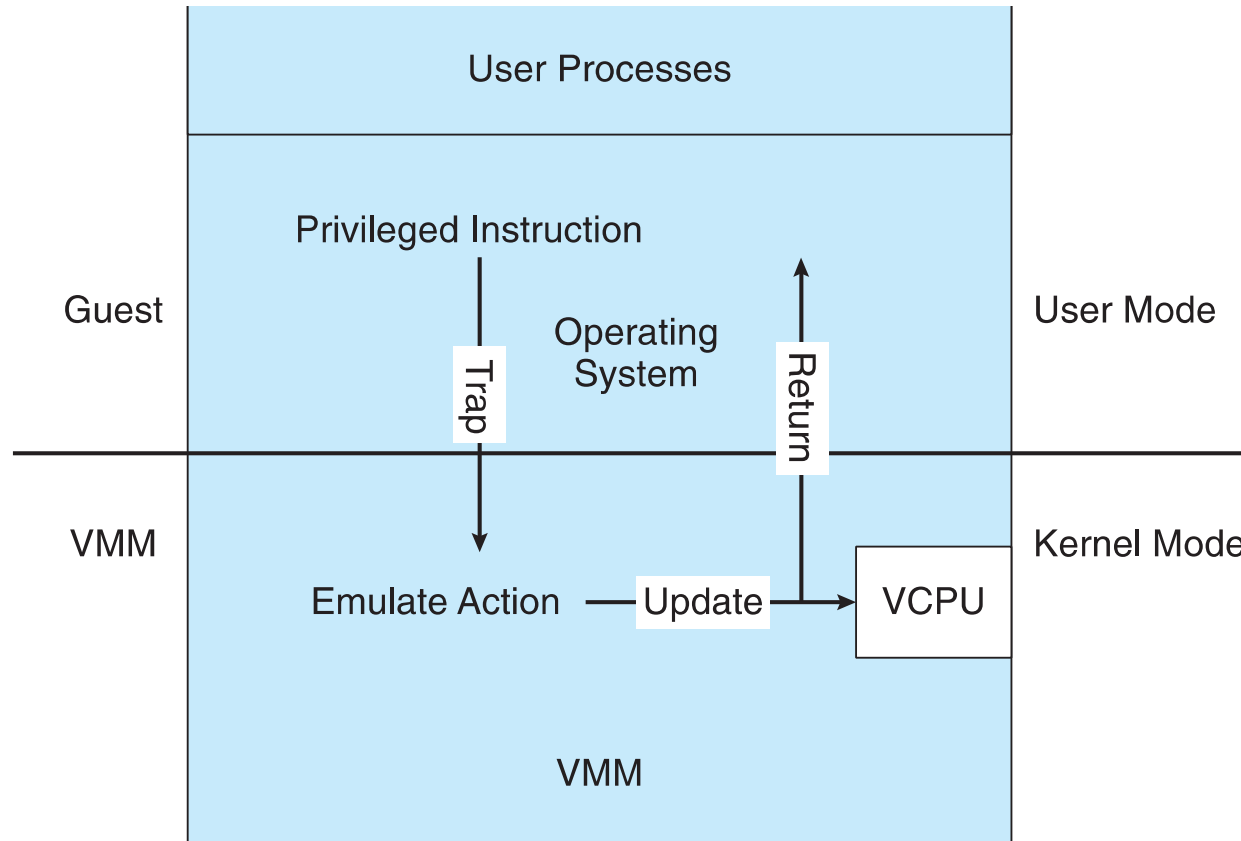 User Processes
Privileged Instruction
Guest
User Mode
Operating
System
Trap
Return
VMM
Kernel Mode
Emulate Action
Update
VCPU
VMM